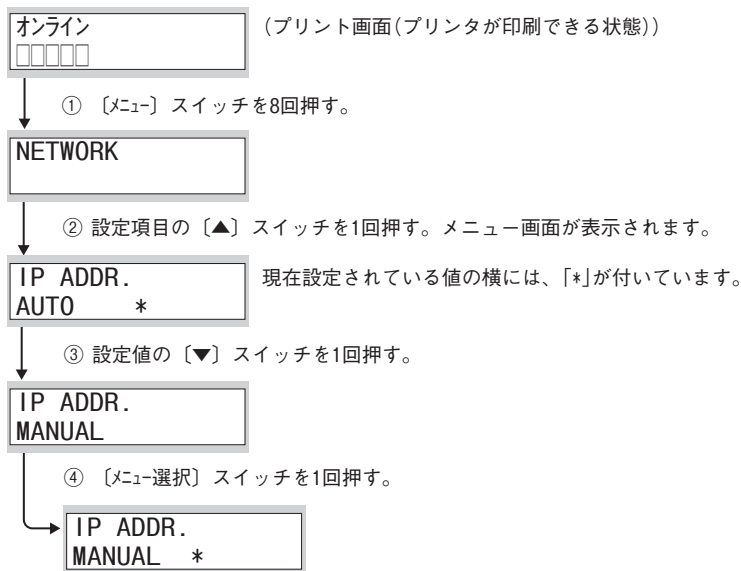 オンライン
□□□□□
(プリント画面(プリンタが印刷できる状態))
① 〔ﾒﾆｭｰ〕スイッチを8回押す。
NETWORK
② 設定項目の〔▲〕スイッチを1回押す。メニュー画面が表示されます。
IP ADDR.
AUTO *
現在設定されている値の横には、「*」が付いています。
③ 設定値の〔▼〕スイッチを1回押す。
IP ADDR.
MANUAL
④ 〔ﾒﾆｭｰ選択〕スイッチを1回押す。
IP ADDR.
MANUAL *